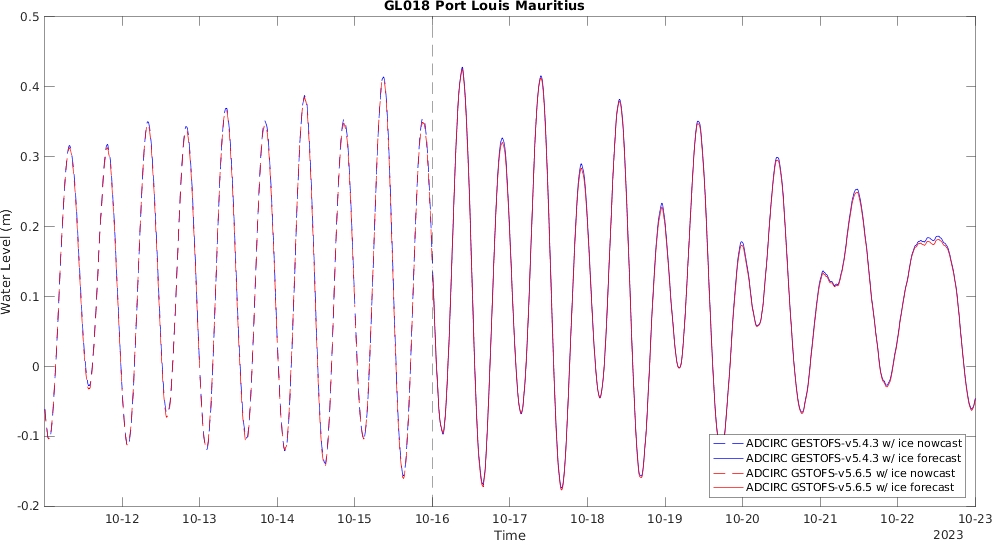 GL018 Port Louis Mauritius
0.5
0.4
0.3
0.2
0.1
0
-0.1
-0.2
Water Level (m)
ADCIRC GESTOFS-v5.4.3 w/ ice nowcast
ADCIRC GESTOFS-v5.4.3 w/ ice forecast
ADCIRC GSTOFS-v5.6.5 w/ ice nowcast
ADCIRC GSTOFS-v5.6.5 w/ ice forecast
10-12 10-13 10-14 10-15 10-16 10-17 10-18 10-19 10-20 10-21 10-22 10-23
Time
2023